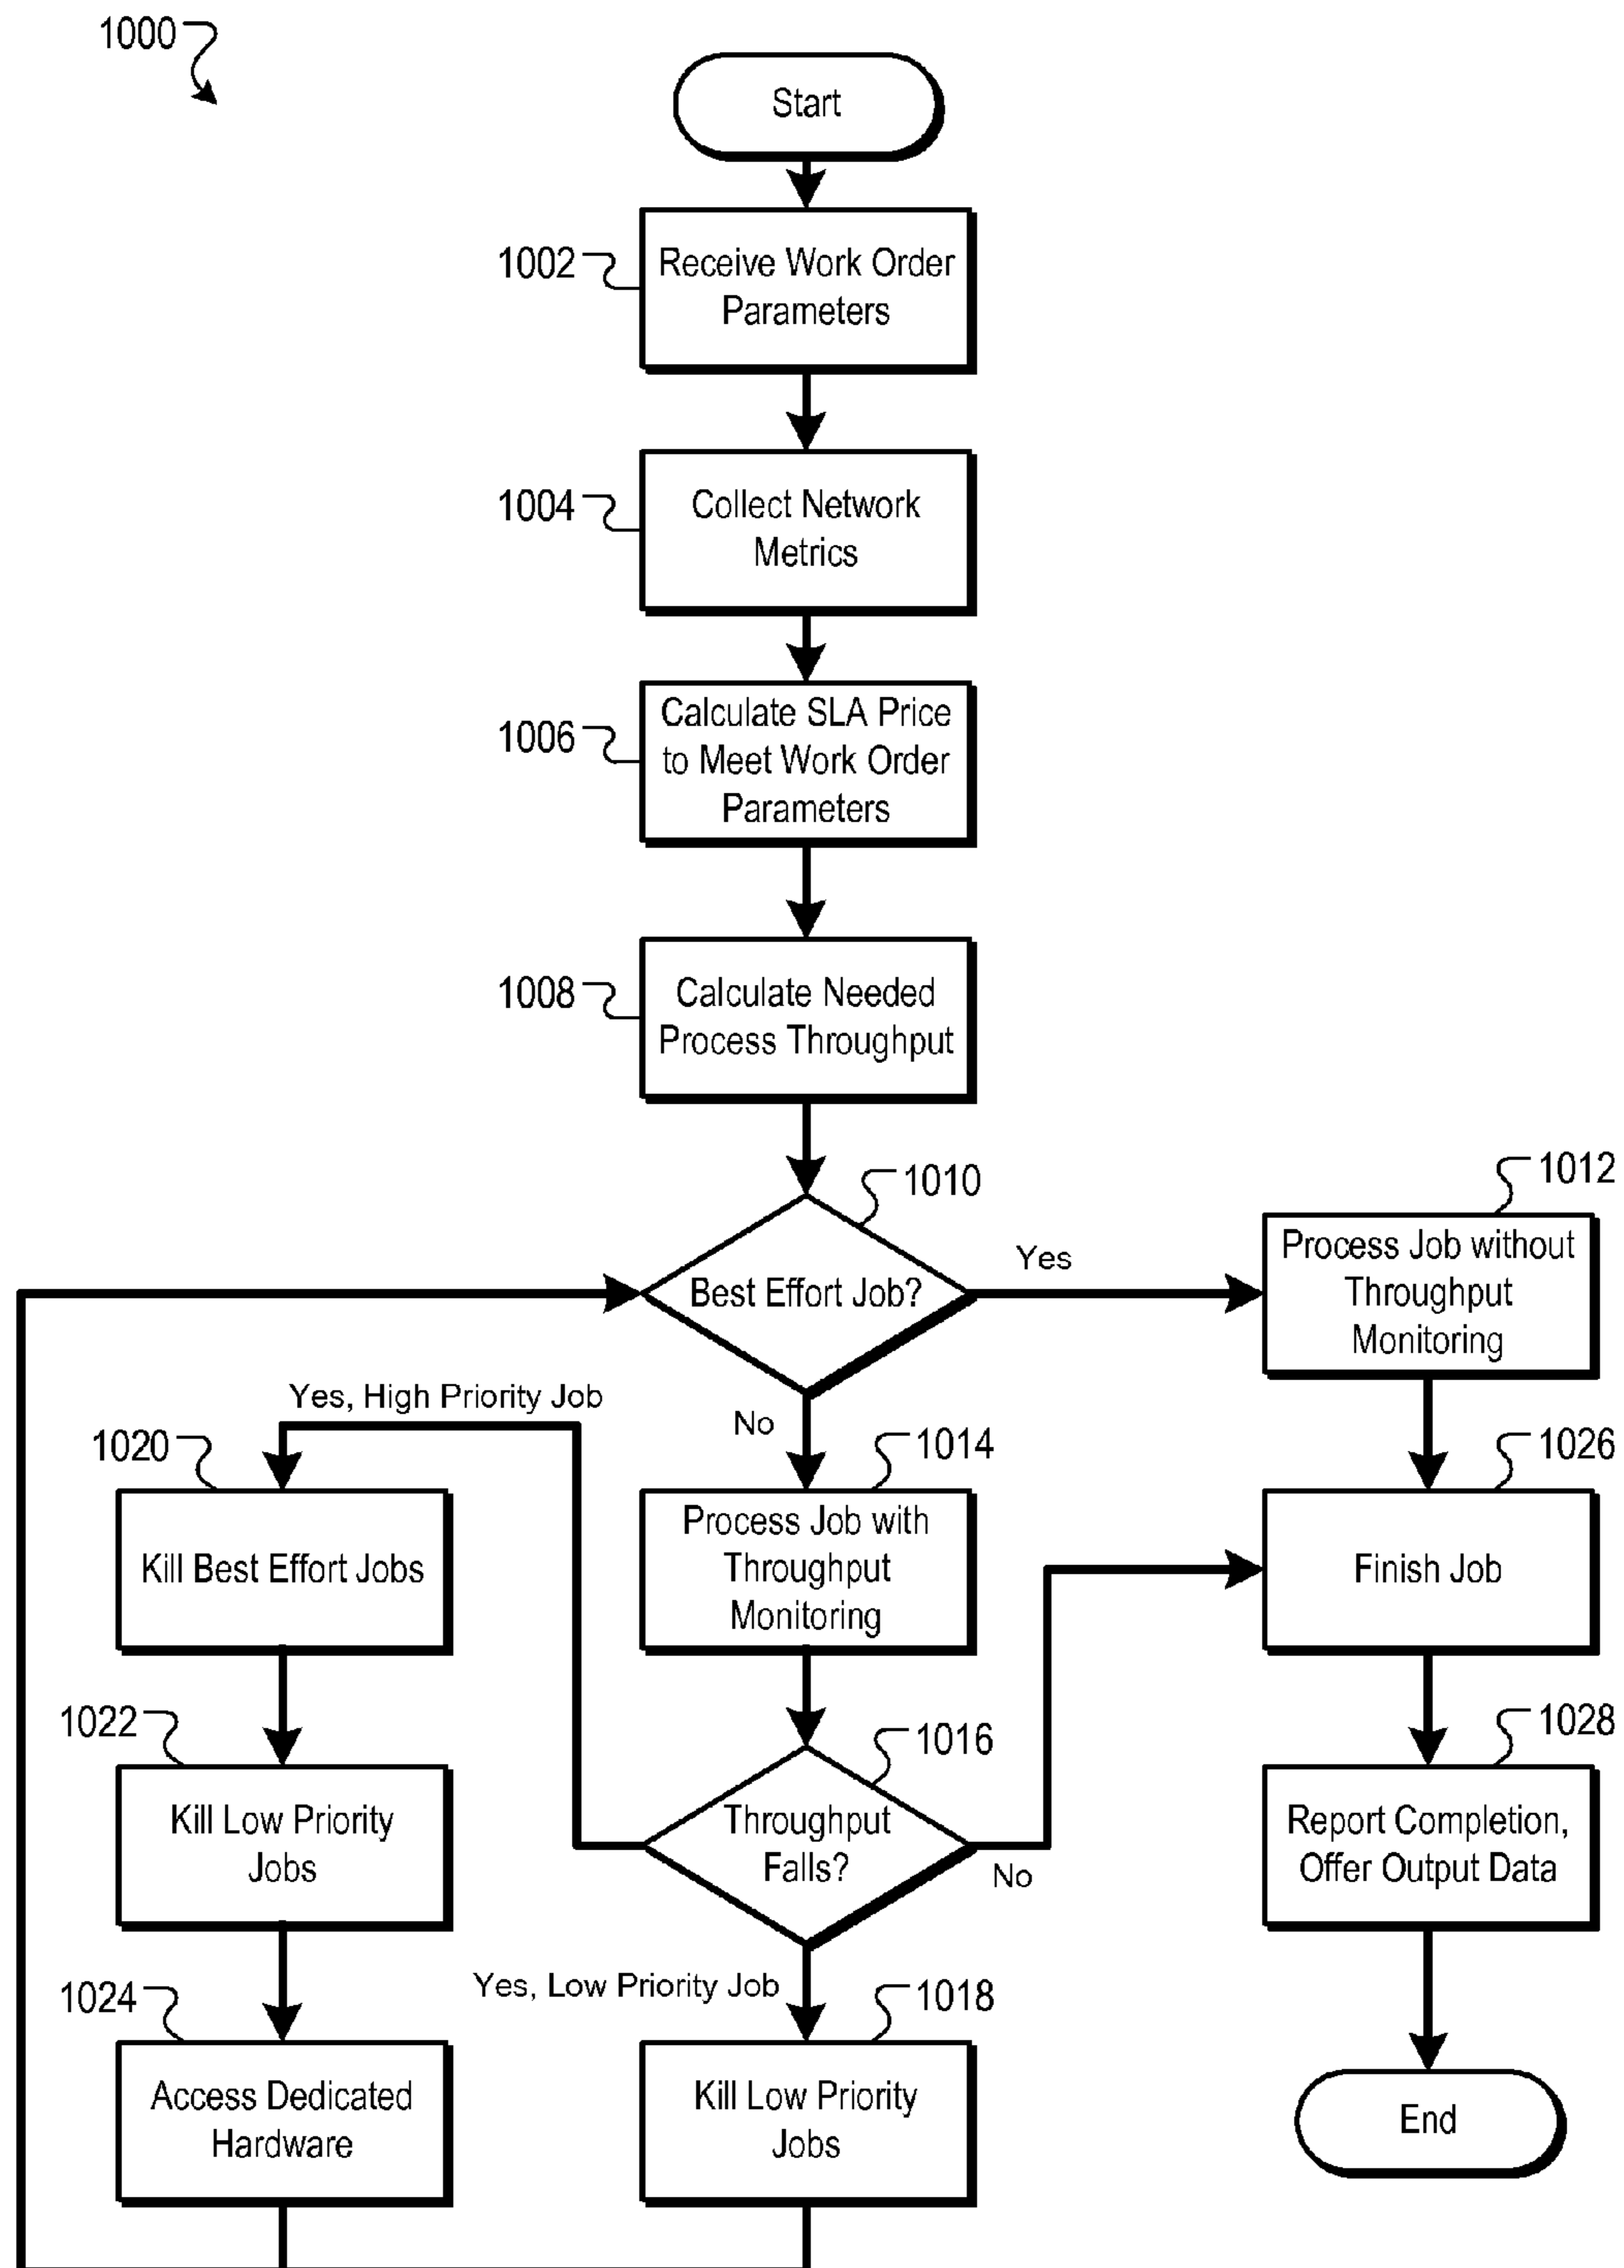 1000
Start
1002
Receive Work Order
Parameters
1004
Collect Network
Metrics
1006
Calculate SLA Price
to Meet Work Order
Parameters
1008
Calculate Needed
Process Throughput
1010
Best Effort Job?
Yes
1012
Process Job without
Throughput
Monitoring
No
1014
Process Job with
Throughput
Monitoring
Yes, High Priority Job
1020
Kill Best Effort Jobs
1026
Finish Job
1022
Kill Low Priority
Jobs
1016
Throughput
Falls?
No
1028
Report Completion,
Offer Output Data
1024
Access Dedicated
Hardware
Yes, Low Priority Job
1018
Kill Low Priority
Jobs
End